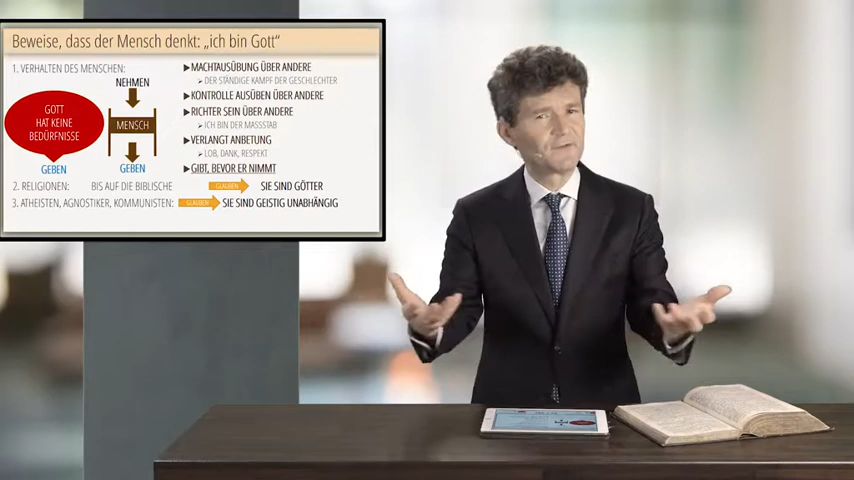 Beweise, dass der Mensch denkt: „ich bin Gott“
1. VERHALTEN DES MENSCHEN:
NEHMEN
GOTT
HAT KEINE
BEDÜRFNISSE
MENSCH
GEBEN
GEBEN
▶MACHTAUSÜBUNG ÜBER ANDERE
➢ DER STÄNDIGE KAMPF DER GESCHLECHTER
▶KONTROLLE AUSÜBEN ÜBER ANDERE
▶RICHTER SEIN ÜBER ANDERE
➢ ICH BIN DER MASSSTAB
▶VERLANGT ANBETUNG
➢ LOB, DANK, RESPEKT
▶GIBT, BEVOR ER NIMMT
2. RELIGIONEN: BIS AUF DIE BIBLISCHE GLAUBEN SIE SIND GÖTTER
3. ATHEISTEN, AGNOSTIKER, KOMMUNISTEN: GLAUBEN SIE SIND GEISTIG UNABHÄNGIG